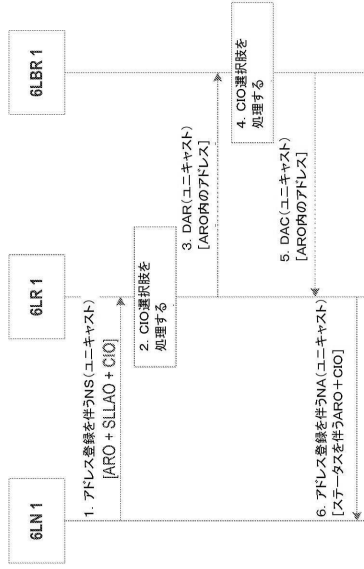 6LN 1
6LR 1
6LBR 1
1. アドレス登録を伴うNS(ユニキャスト)
[ARO + SLLAO + CIO]
2. CIO選択肢を
処理する
3. DAR(ユニキャスト)
[ARO内のアドレス]
4. CIO選択肢を
処理する
5. DAC(ユニキャスト)
[ARO内のアドレス]
6. アドレス登録を伴うNA(ユニキャスト)
[ステータスを伴うARO+CIO]